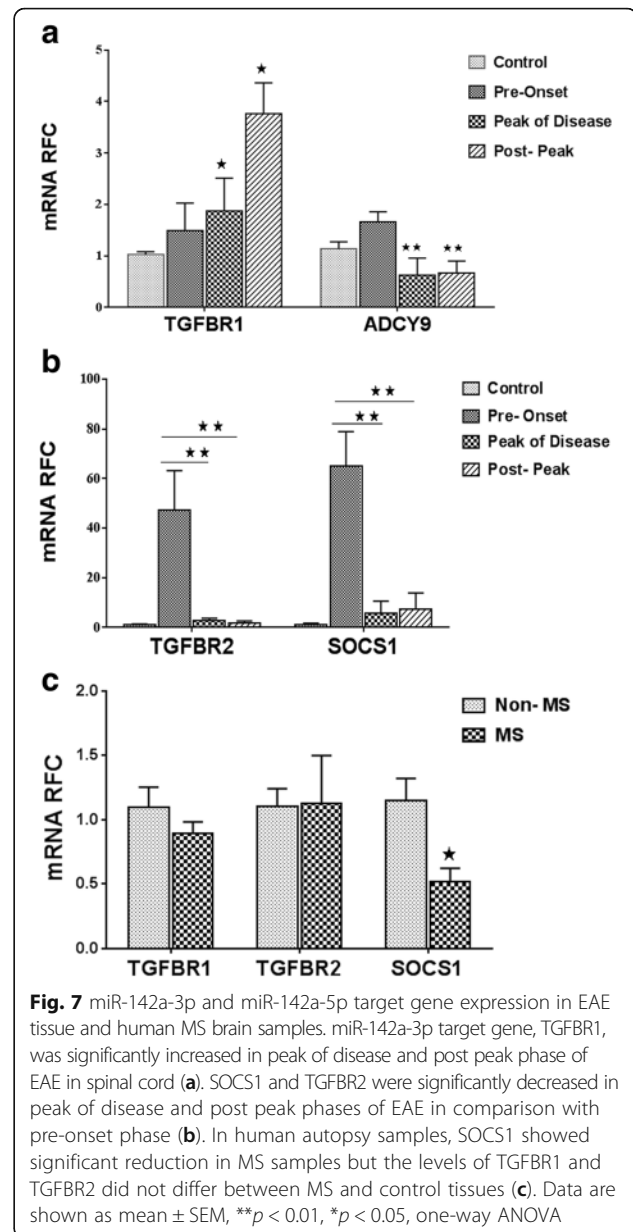 a
5
4
3
2
1
0
mRNA RFC
Control
Pre-Onset
Peak of Disease
Post- Peak
★
★
★★
★★
TGFBR1
ADCY9
b
100
80
60
40
20
0
mRNA RFC
Control
Pre- Onset
Peak of Disease
Post- Peak
★★
★★
★★
★★
TGFBR2
SOCS1
c
2.0
1.5
1.0
0.5
0.0
mRNA RFC
Non- MS
MS
★
TGFBR1
TGFBR2
SOCS1
Fig. 7 miR-142a-3p and miR-142a-5p target gene expression in EAE
tissue and human MS brain samples. miR-142a-3p target gene, TGFBR1,
was significantly increased in peak of disease and post peak phase of
EAE in spinal cord (a). SOCS1 and TGFBR2 were significantly decreased in
peak of disease and post peak phases of EAE in comparison with
pre-onset phase (b). In human autopsy samples, SOCS1 showed
significant reduction in MS samples but the levels of TGFBR1 and
TGFBR2 did not differ between MS and control tissues (c). Data are
shown as mean ± SEM, **p < 0.01, *p < 0.05, one-way ANOVA